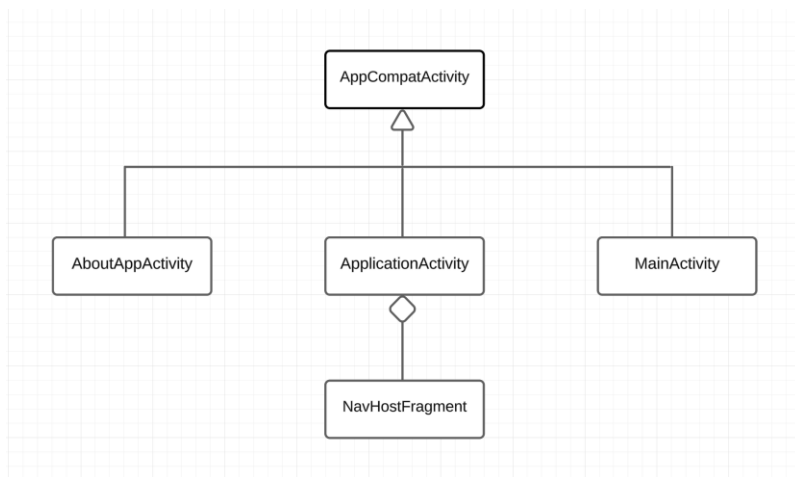 AppCompatActivity
AboutAppActivity
ApplicationActivity
MainActivity
NavHostFragment